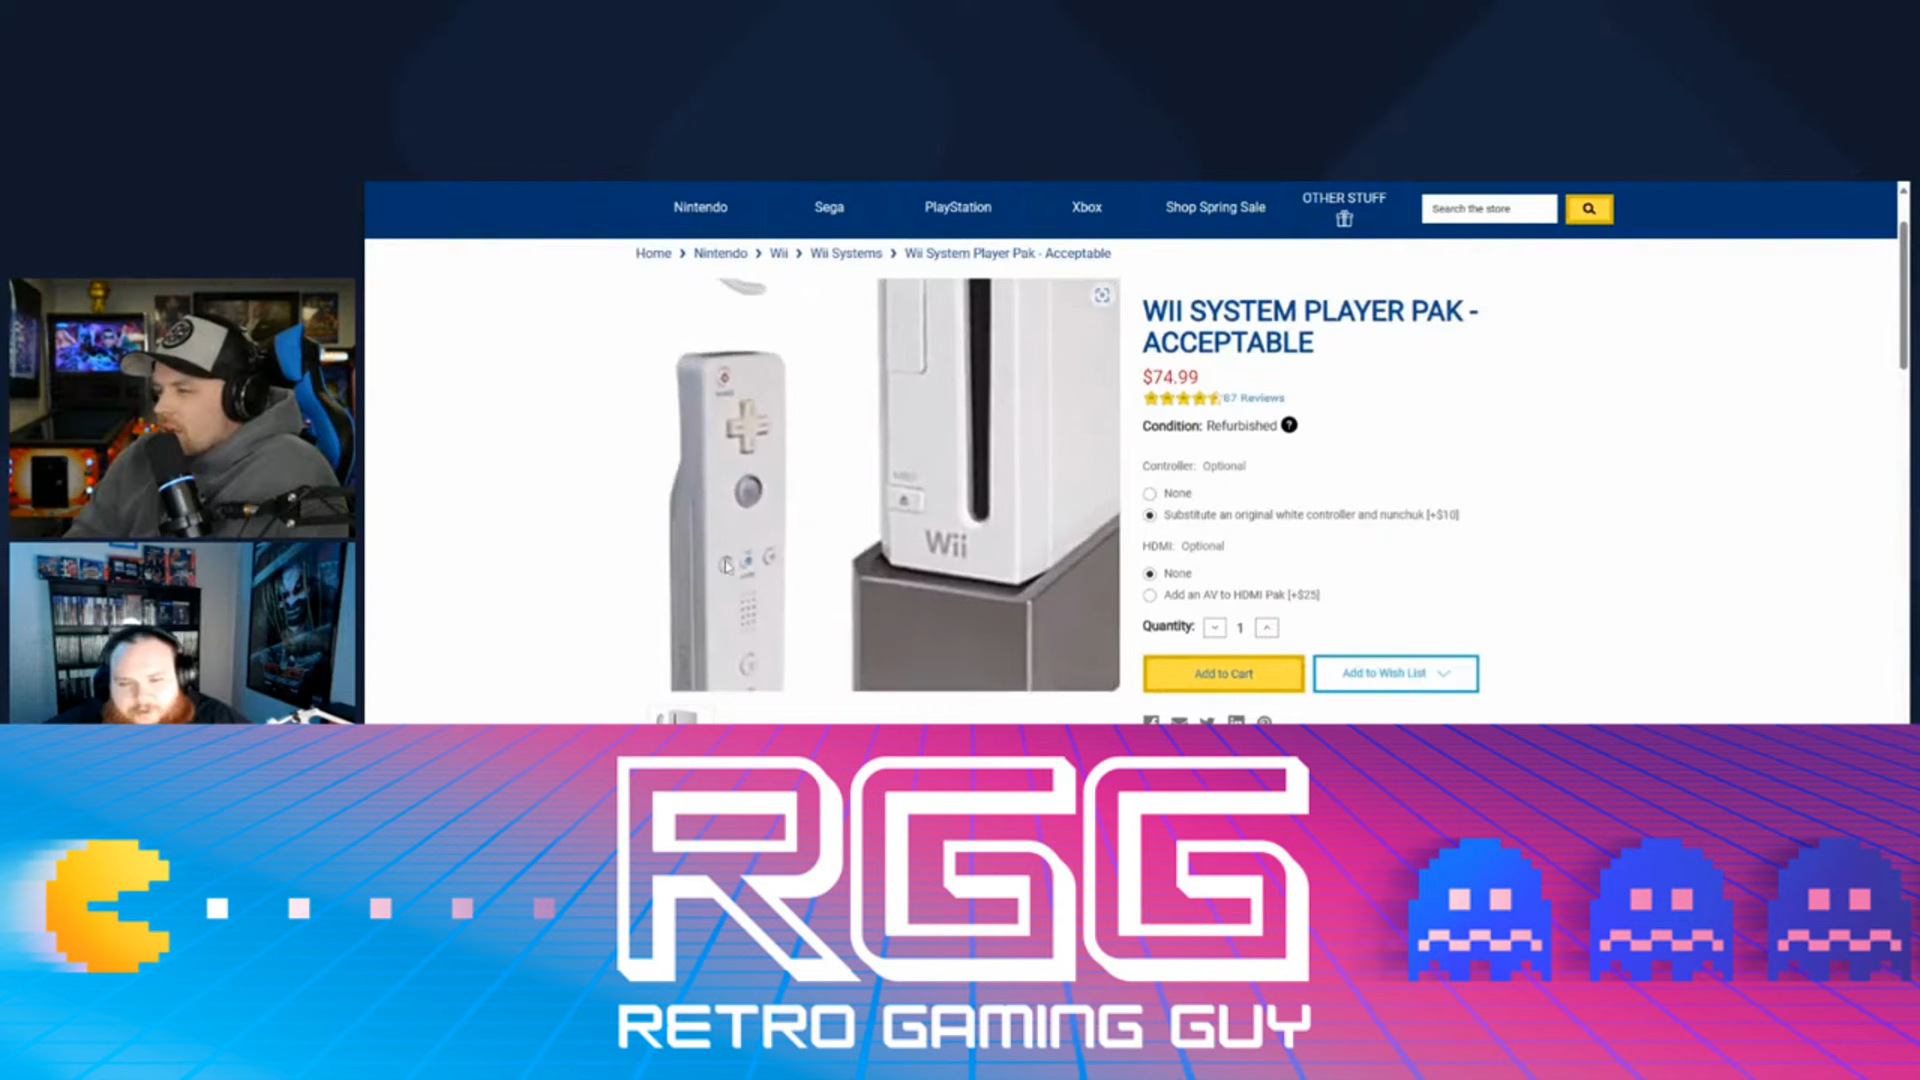 Nintendo
Sega
PlayStation
Xbox
Shop Spring Sale
OTHER STUFF
Search the store
Home > Nintendo > Wii > Wii Systems > Wii System Player Pak - Acceptable
WII SYSTEM PLAYER PAK -
ACCEPTABLE
$74.99
87 Reviews
Condition: Refurbished ?
Controller: Optional
None
Substitute an original white controller and nunchuk [+$10]
HDMI: Optional
None
Add an AV to HDMI Pak [+$25]
Quantity: 1
Add to Cart
Add to Wish List
Wii
RGG
RETRO GAMING GUY